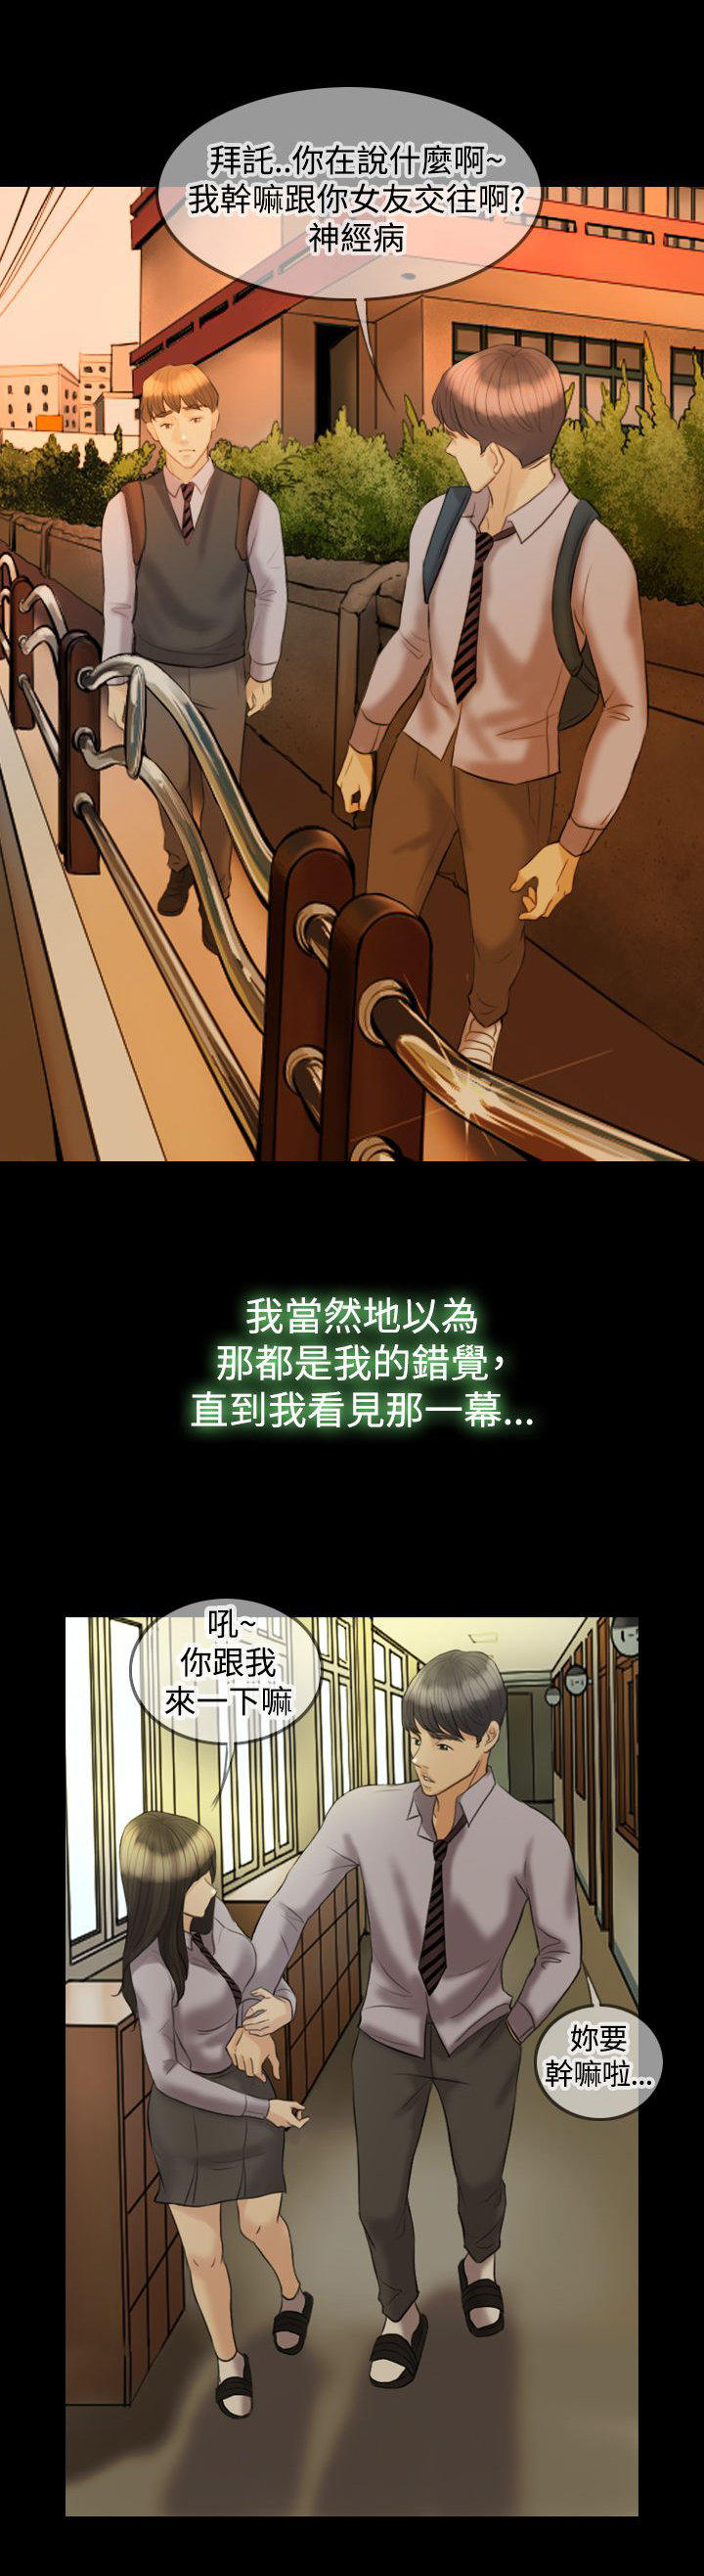 拜託..你在說什麼啊~
我幹嘛跟你女友交往啊?
神經病
我當然地以為
那都是我的錯覺，
直到我看見那一幕...
吼~
你跟我
來一下嘛
妳要
幹嘛啦...